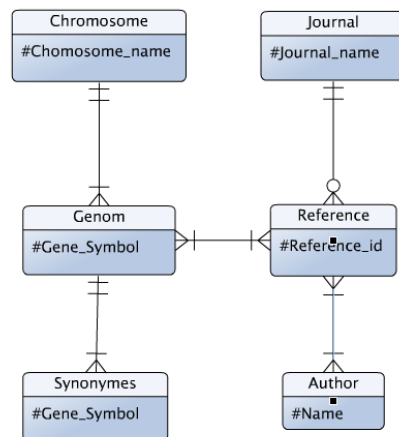 Chromosome
#Chomosome_name
Journal
#Journal_name
Genom
#Gene_Symbol
Reference
#Reference_id
Synonymes
#Gene_Symbol
Author
#Name